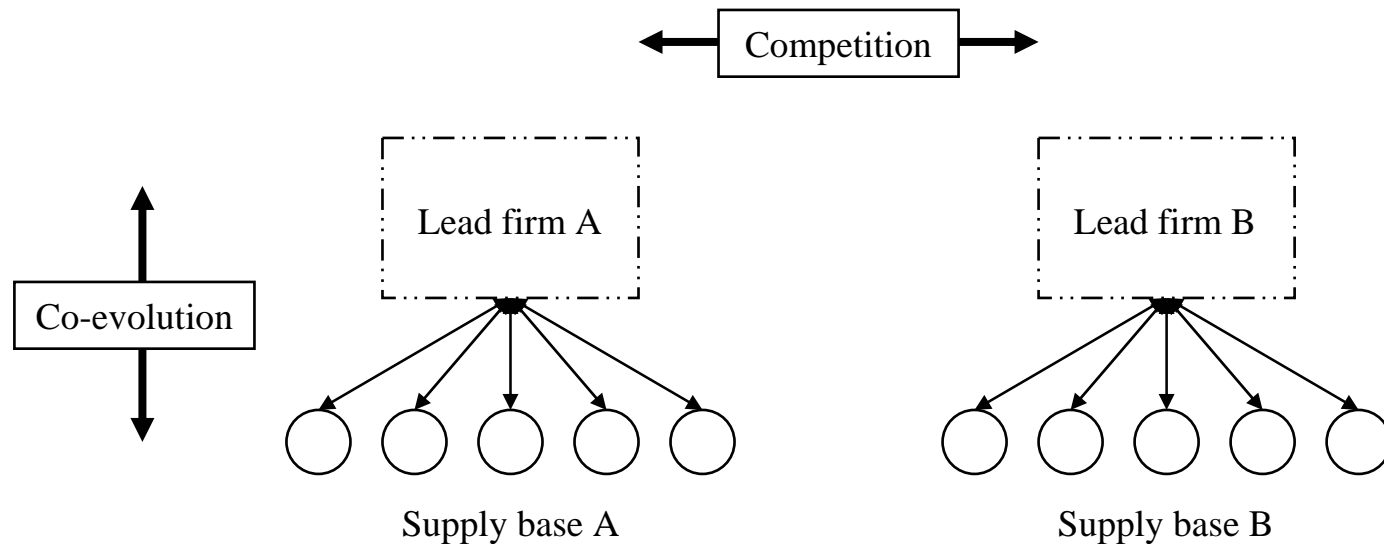 Competition
Lead firm A
Lead firm B
Co-evolution
Supply base A
Supply base B